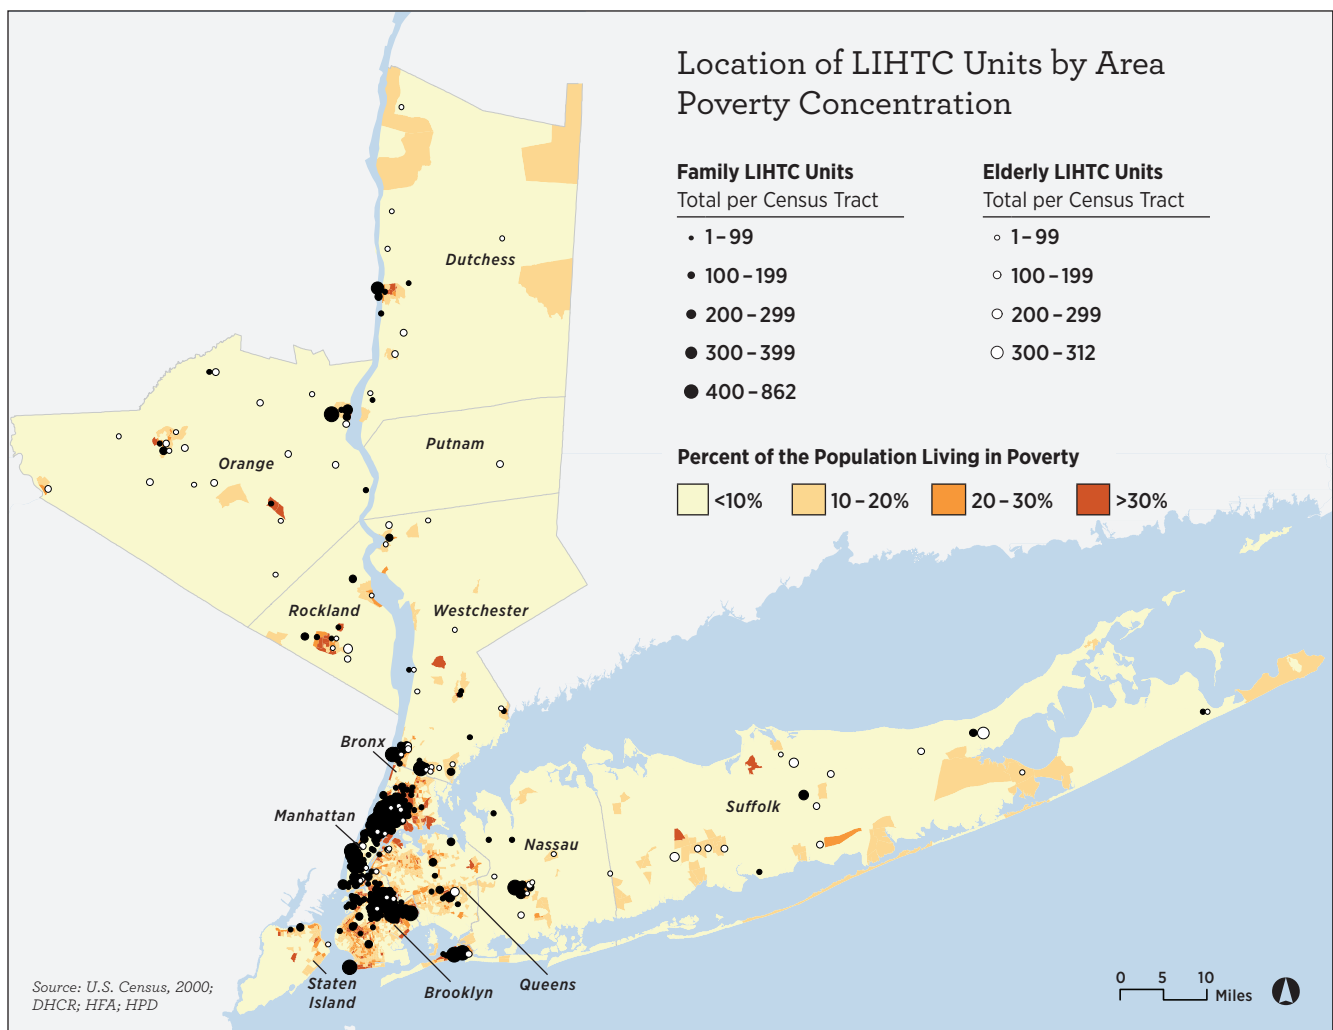 Location of LIHTC Units by Area
Poverty Concentration
Family LIHTC Units
Total per Census Tract
1–99
100–199
200–299
300–399
400–862
Elderly LIHTC Units
Total per Census Tract
1–99
100–199
200–299
300–312
Percent of the Population Living in Poverty
<10%
10–20%
20–30%
>30%
Dutchess
Putnam
Orange
Rockland
Westchester
Bronx
Manhattan
Suffolk
Nassau
Staten
Island
Brooklyn
Queens
Source: U.S. Census, 2000;
DHCR; HFA; HPD
0 5 10
Miles